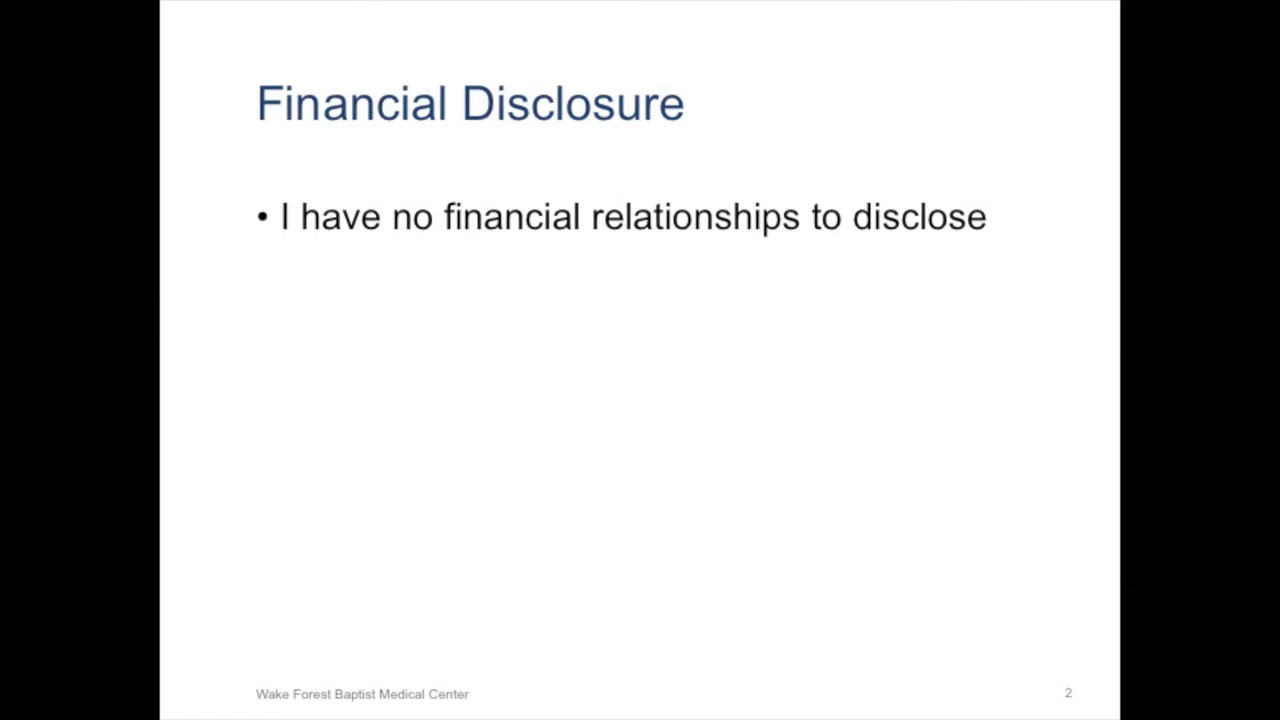 Financial Disclosure
• I have no financial relationships to disclose
Wake Forest Baptist Medical Center
2